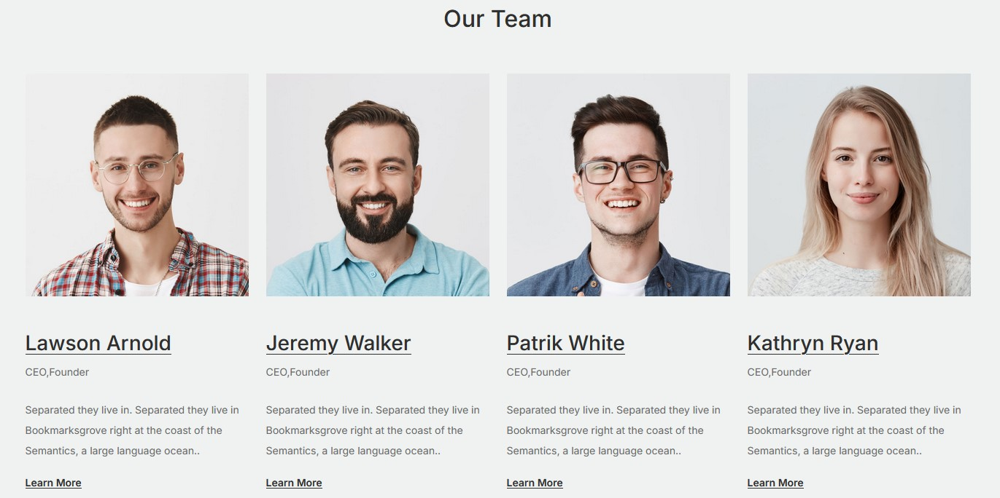 Our Team
Lawson Arnold
CEO,Founder
Separated they live in. Separated they live in
Bookmarksgrove right at the coast of the
Semantics, a large language ocean..
Learn More
Jeremy Walker
CEO,Founder
Separated they live in. Separated they live in
Bookmarksgrove right at the coast of the
Semantics, a large language ocean..
Learn More
Patrik White
CEO,Founder
Separated they live in. Separated they live in
Bookmarksgrove right at the coast of the
Semantics, a large language ocean..
Learn More
Kathryn Ryan
CEO,Founder
Separated they live in. Separated they live in
Bookmarksgrove right at the coast of the
Semantics, a large language ocean..
Learn More